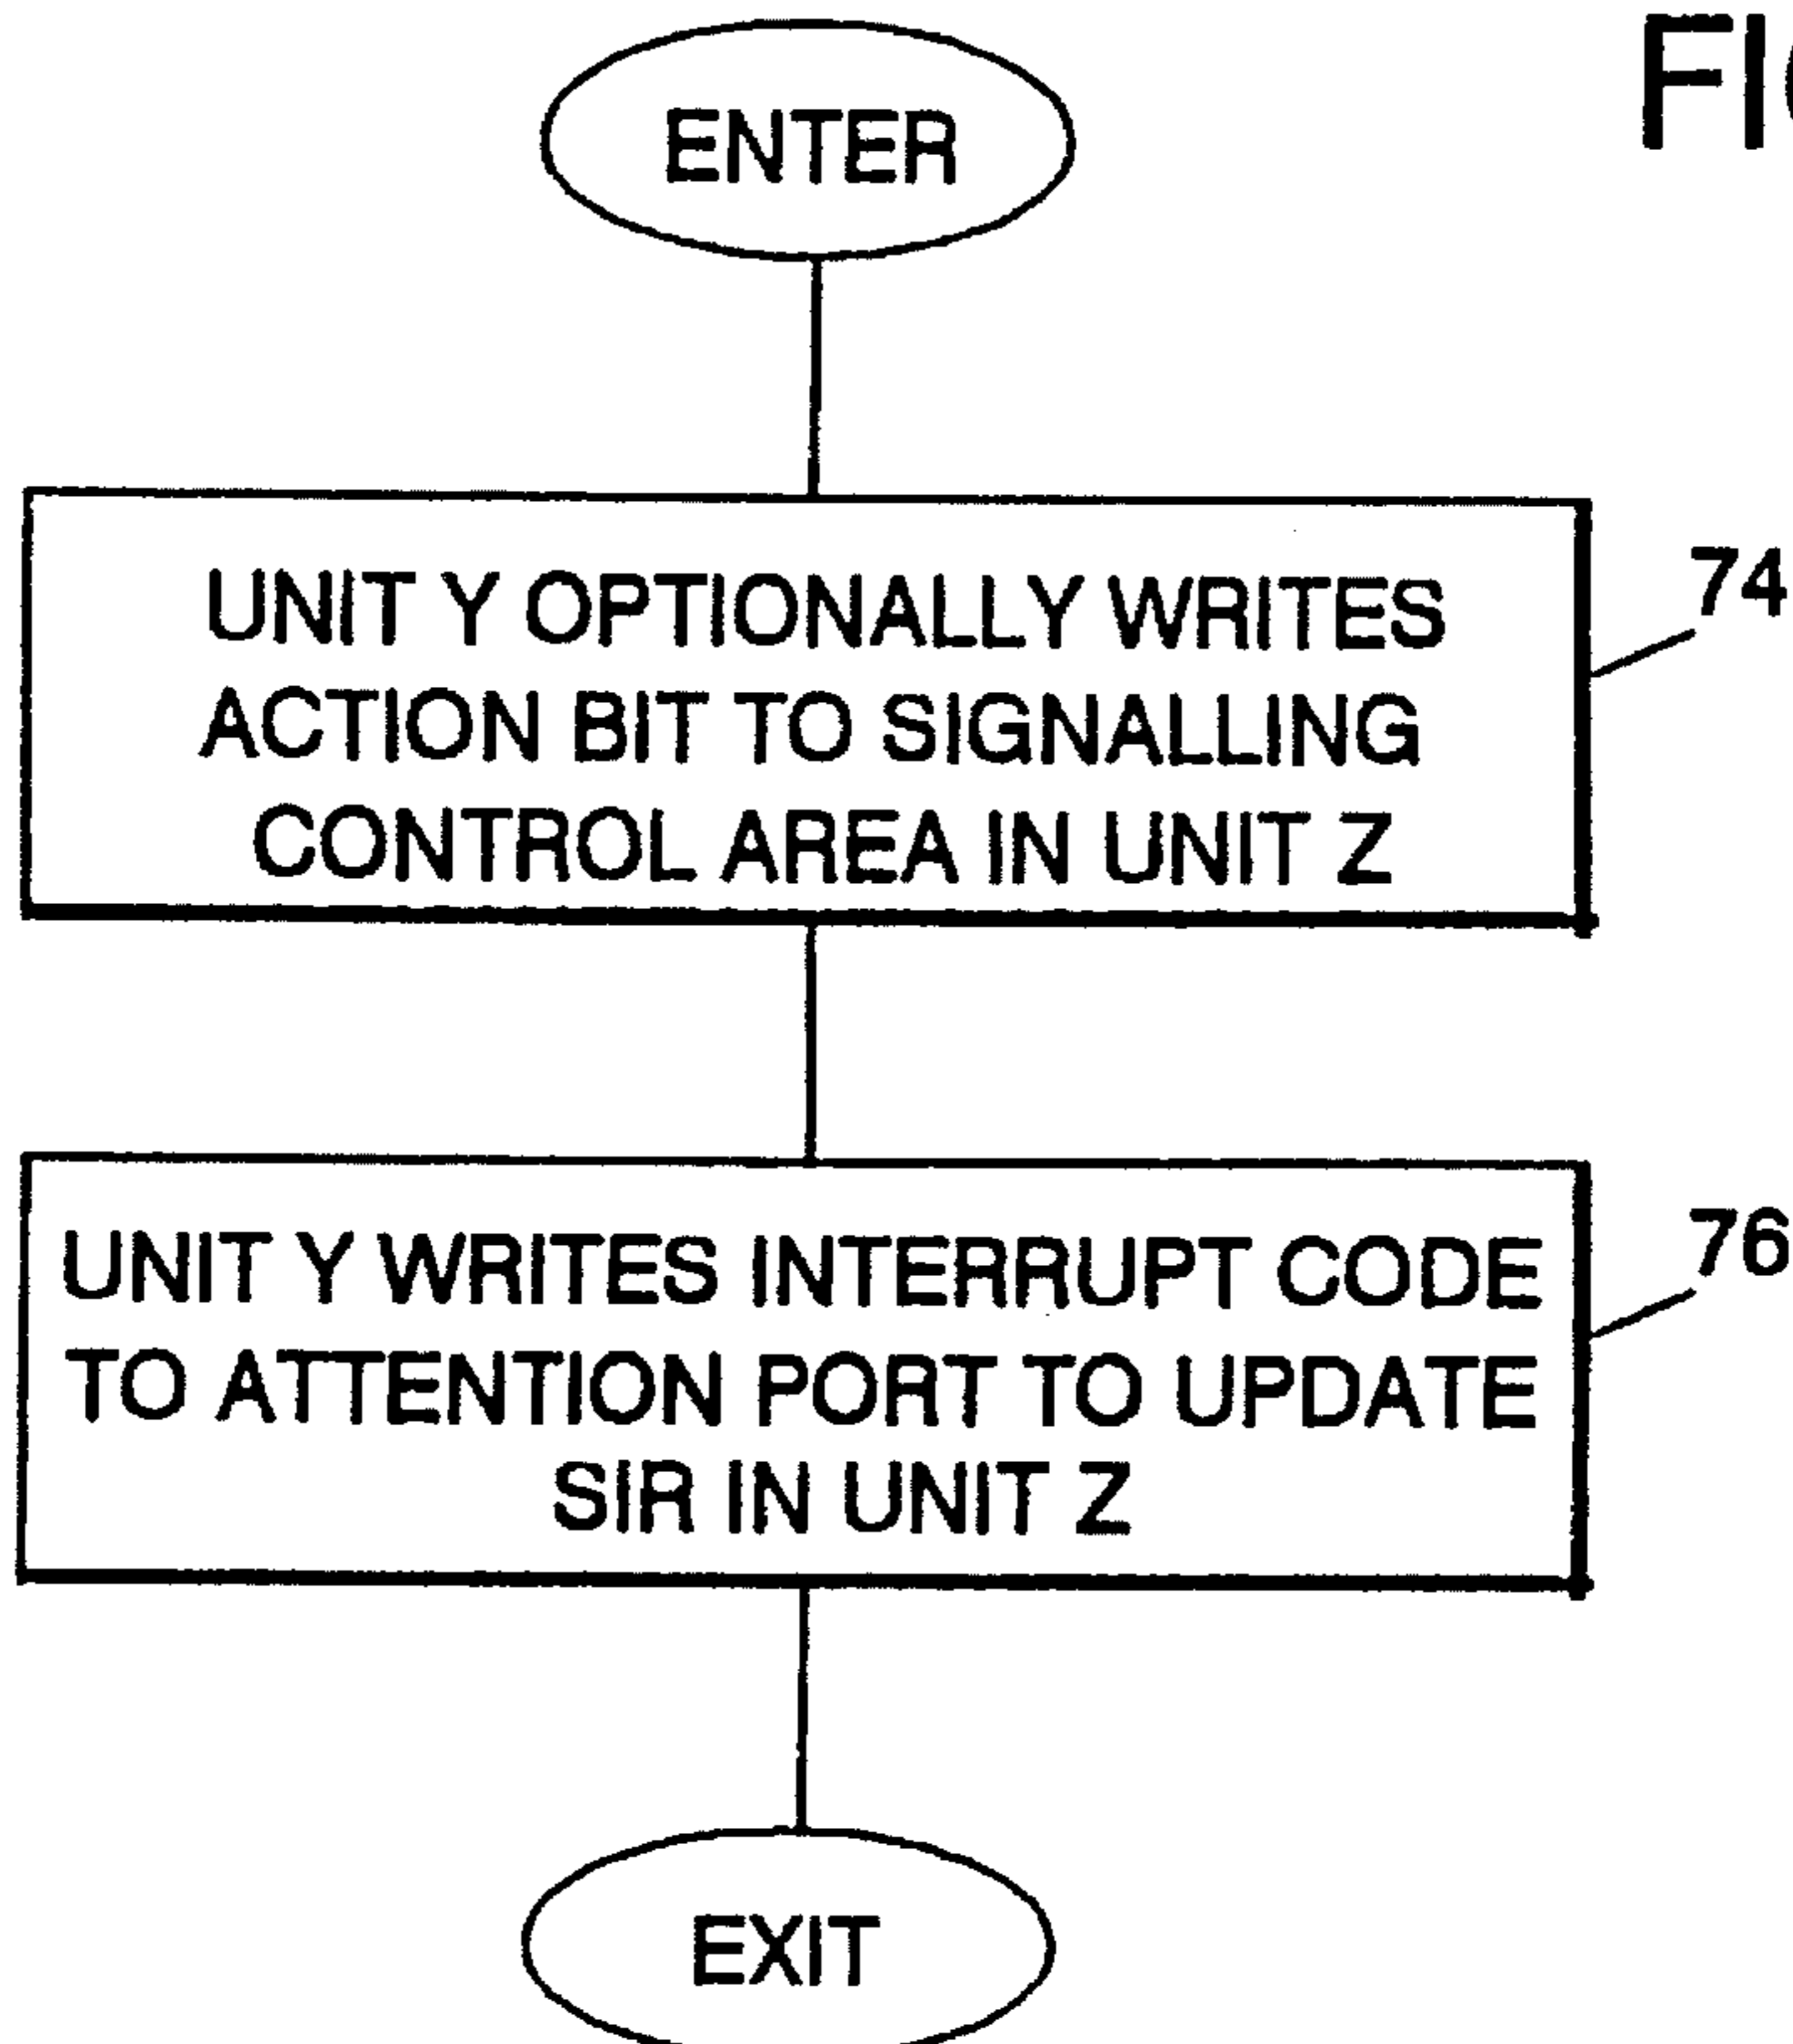 ENTER
UNIT Y OPTIONALLY WRITES
ACTION BIT TO SIGNALLING
CONTROL AREA IN UNIT Z
74
UNIT Y WRITES INTERRUPT CODE
TO ATTENTION PORT TO UPDATE
SIR IN UNIT Z
76
EXIT